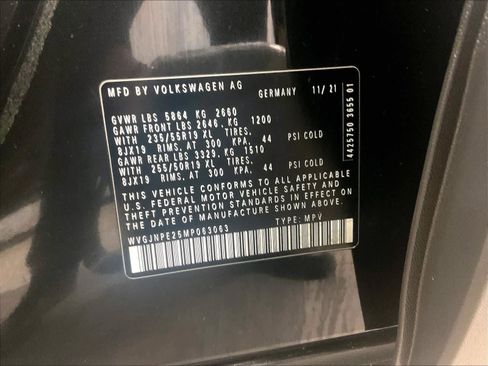 MFD BY VOLKSWAGEN AG
GERMANY 11/21
GVWR LBS 5864 KG 2660
GAWR FRONT LBS 2646, KG 1200
WITH 235/55R19 XL TIRES,
8JX19 RIMS, AT 300 KPA, 44 PSI COLD
GAWR REAR LBS 3329, KG 1510
WITH 255/50R19 XL TIRES,
8JX19 RIMS, AT 300 KPA, 44 PSI COLD
THIS VEHICLE CONFORMS TO ALL APPLICABLE
U.S. FEDERAL MOTOR VEHICLE SAFETY AND
THEFT PREVENTION STANDARDS IN EFFECT ON
THE DATE OF MANUFACTURE SHOWN ABOVE.
WVGJNPE25MP063063 TYPE: MPV
4425750 3655 01